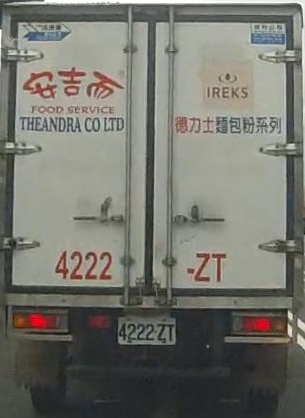 安吉而
FOOD SERVICE
THEANDRA CO LTD
IREKS
德力士麵包粉系列
4222
-ZT
4222-ZT